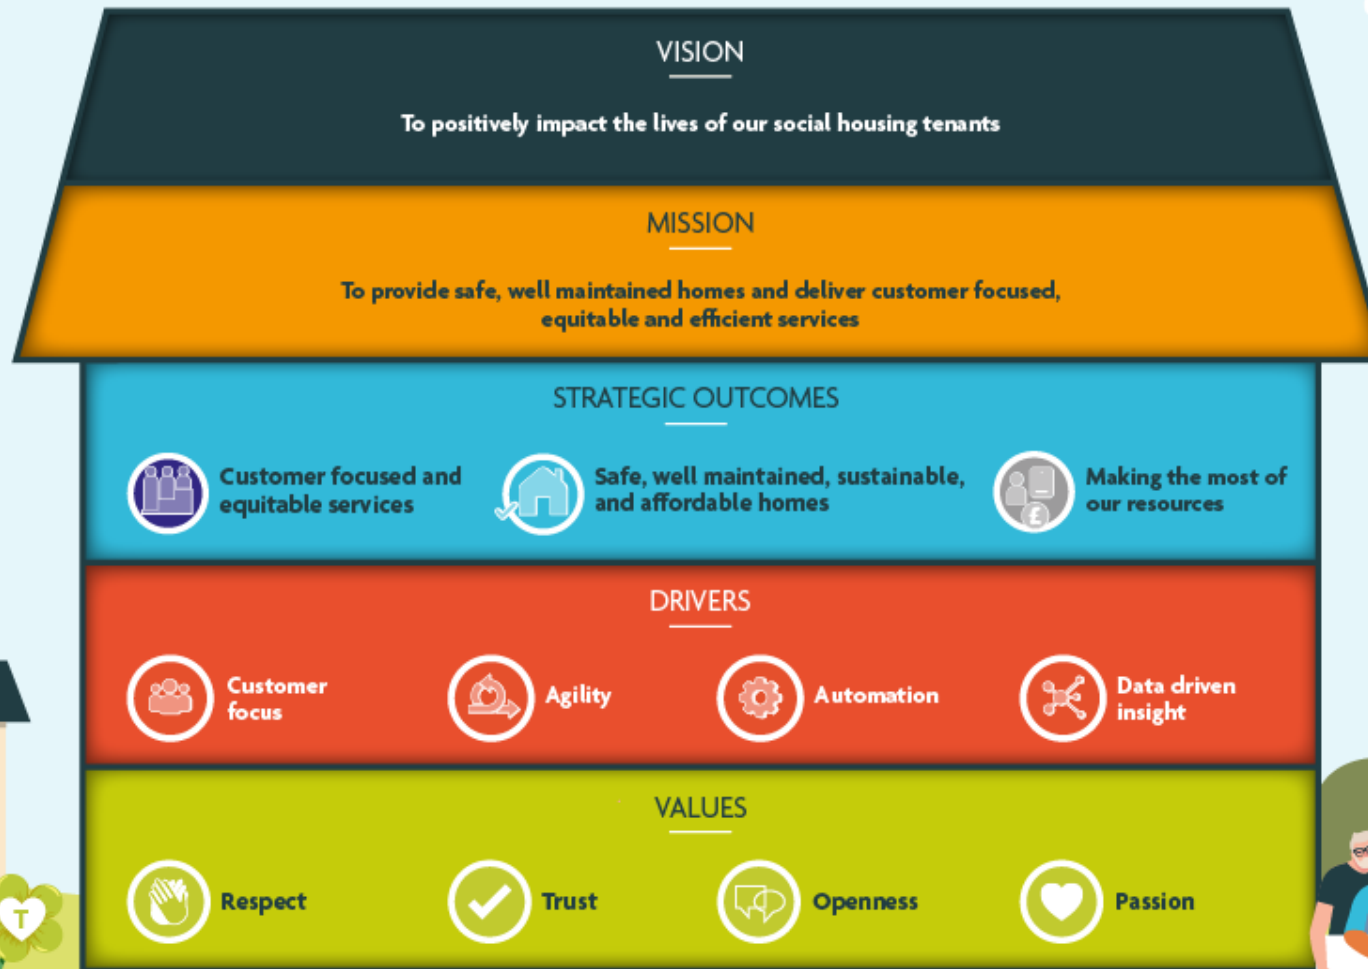 VISION
To positively impact the lives of our social housing tenants
MISSION
To provide safe, well maintained homes and deliver customer focused,
equitable and efficient services
STRATEGIC OUTCOMES
Customer focused and
equitable services
Safe, well maintained, sustainable,
and affordable homes
£
Making the most of
our resources
DRIVERS
Customer
focus
Agility
Automation
Data driven
insight
VALUES
Respect
Trust
Openness
Passion
T